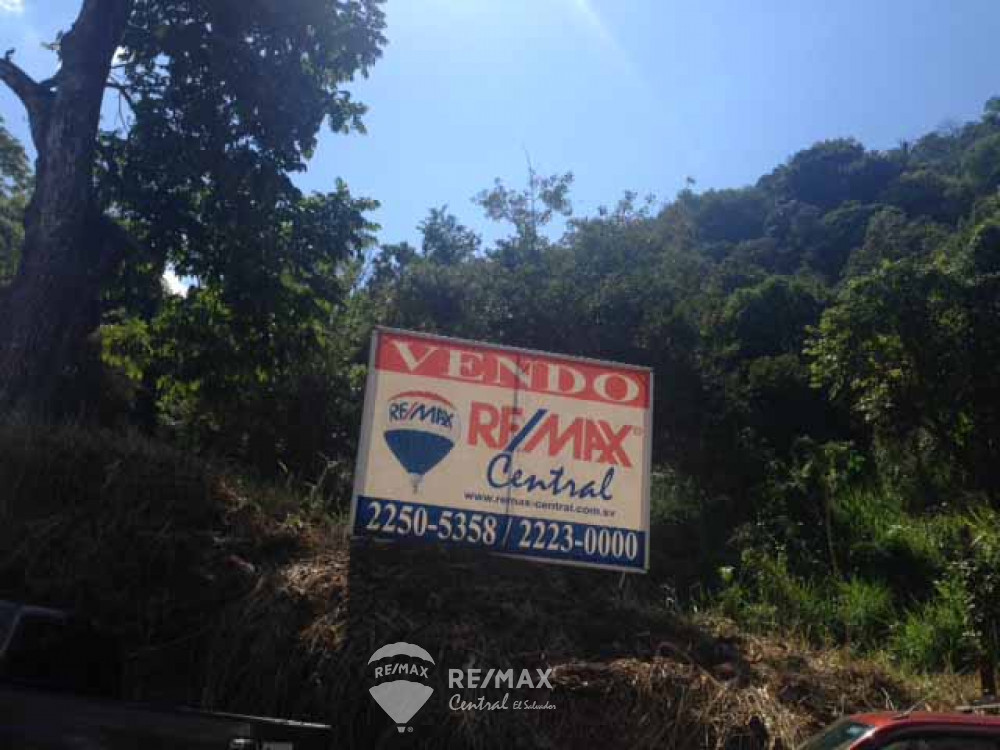 VENDO
RE/MAX
RE/MAX®
Central
www.remax-central.com.sv
2250-5358 / 2223-0000
RE/MAX
RE/MAX
Central El Salvador